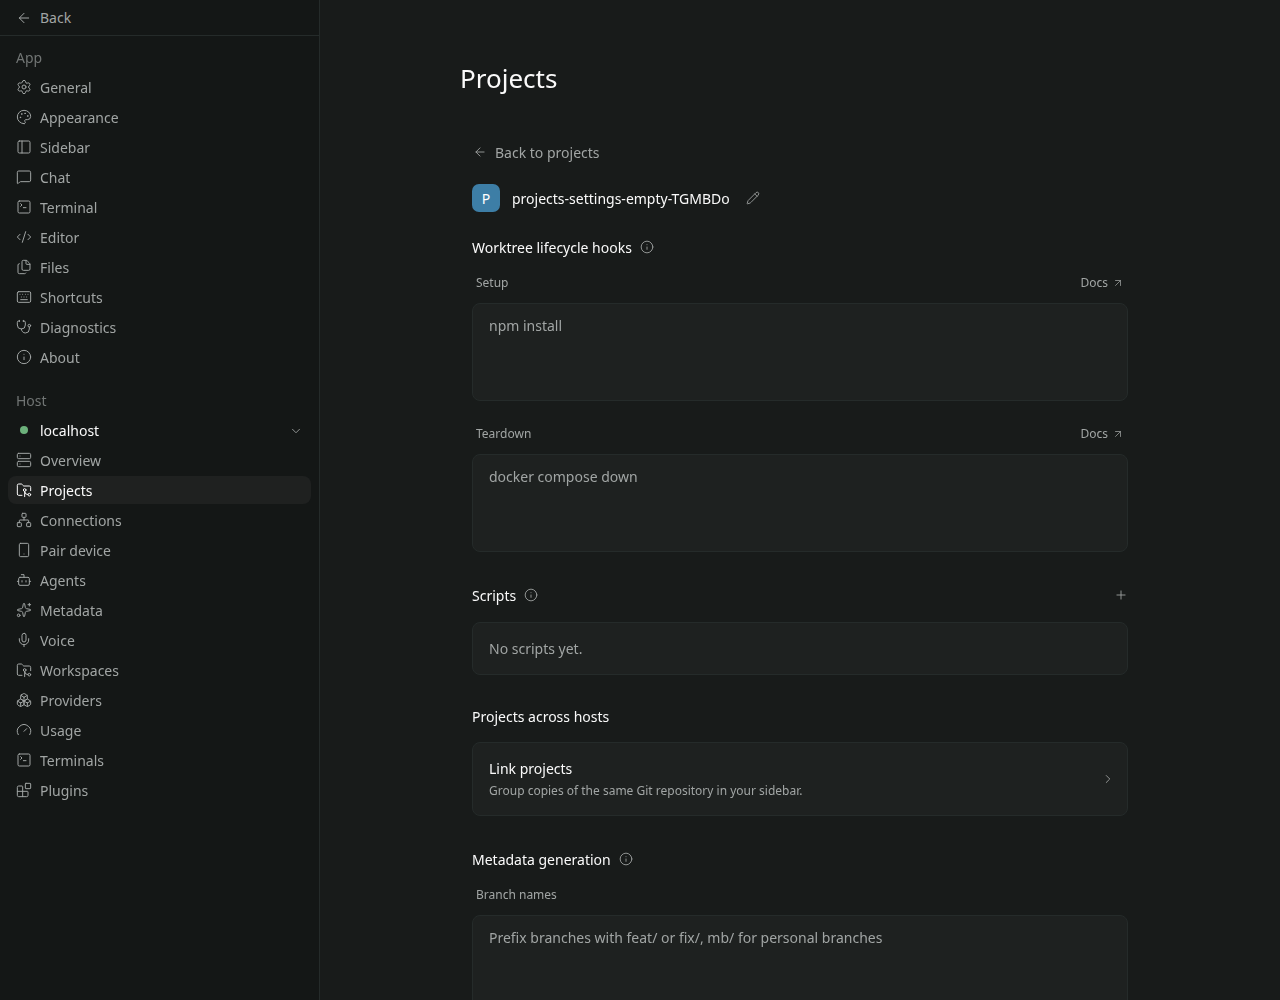 Back
App
General
Appearance
Sidebar
Chat
Terminal
Editor
Files
Shortcuts
Diagnostics
About
Host
localhost
Overview
Projects
Connections
Pair device
Agents
Metadata
Voice
Workspaces
Providers
Usage
Terminals
Plugins
Projects
Back to projects
P projects-settings-empty-TGMBDo
Worktree lifecycle hooks
Setup Docs
npm install
Teardown Docs
docker compose down
Scripts
No scripts yet.
Projects across hosts
Link projects
Group copies of the same Git repository in your sidebar.
Metadata generation
Branch names
Prefix branches with feat/ or fix/, mb/ for personal branches